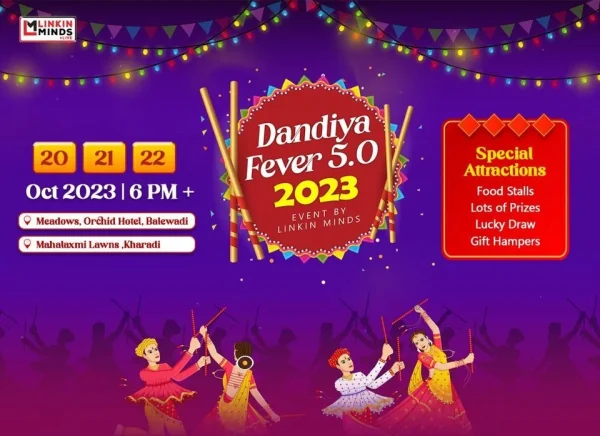 LINKIN
MINDS
20 21 22
Oct 2023 | 6 PM +
Meadows, Orchid Hotel, Balewadi
Mahalaxmi Lawns ,Kharadi
Dandiya
Fever 5.0
2023
EVENT BY
LINKIN MINDS
Special
Attractions
Food Stalls
Lots of Prizes
Lucky Draw
Gift Hampers